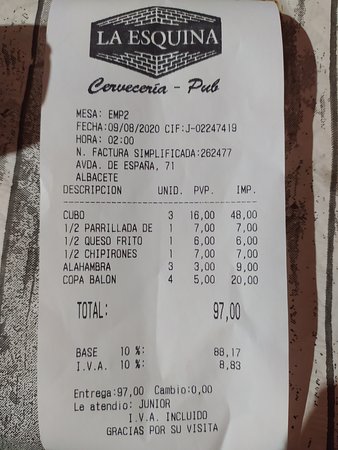 LA ESQUINA
Cervecería - Pub
MESA: EMP2
FECHA:09/08/2020 CIF:J-02247419
HORA: 02:00
N. FACTURA SIMPLIFICADA:262477
AVDA. DE ESPAÑA, 71
ALBACETE
DESCRIPCION UNID. PVP. IMP.
CUBO 3 16,00 48,00
1/2 PARRILLADA DE 1 7,00 7,00
1/2 QUESO FRITO 1 6,00 6,00
1/2 CHIPIRONES 1 7,00 7,00
ALAHAMBRA 3 3,00 9,00
COPA BALON 4 5,00 20,00
TOTAL: 97,00
BASE 10 %: 88,17
I.V.A. 10 %: 8,83
Entrega:97,00 Cambio:0,00
Le atendio: JUNIOR
I.V.A. INCLUIDO
GRACIAS POR SU VISITA